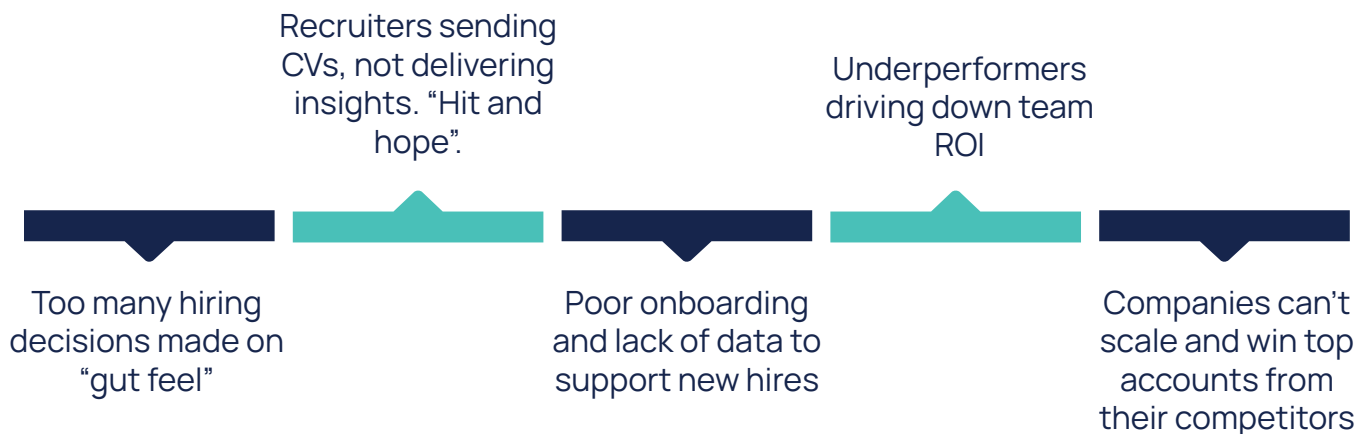 Too many hiring
decisions made on
“gut feel”
Recruiters sending
CVs, not delivering
insights. “Hit and
hope”.
Poor onboarding
and lack of data to
support new hires
Underperformers
driving down team
ROI
Companies can’t
scale and win top
accounts from
their competitors